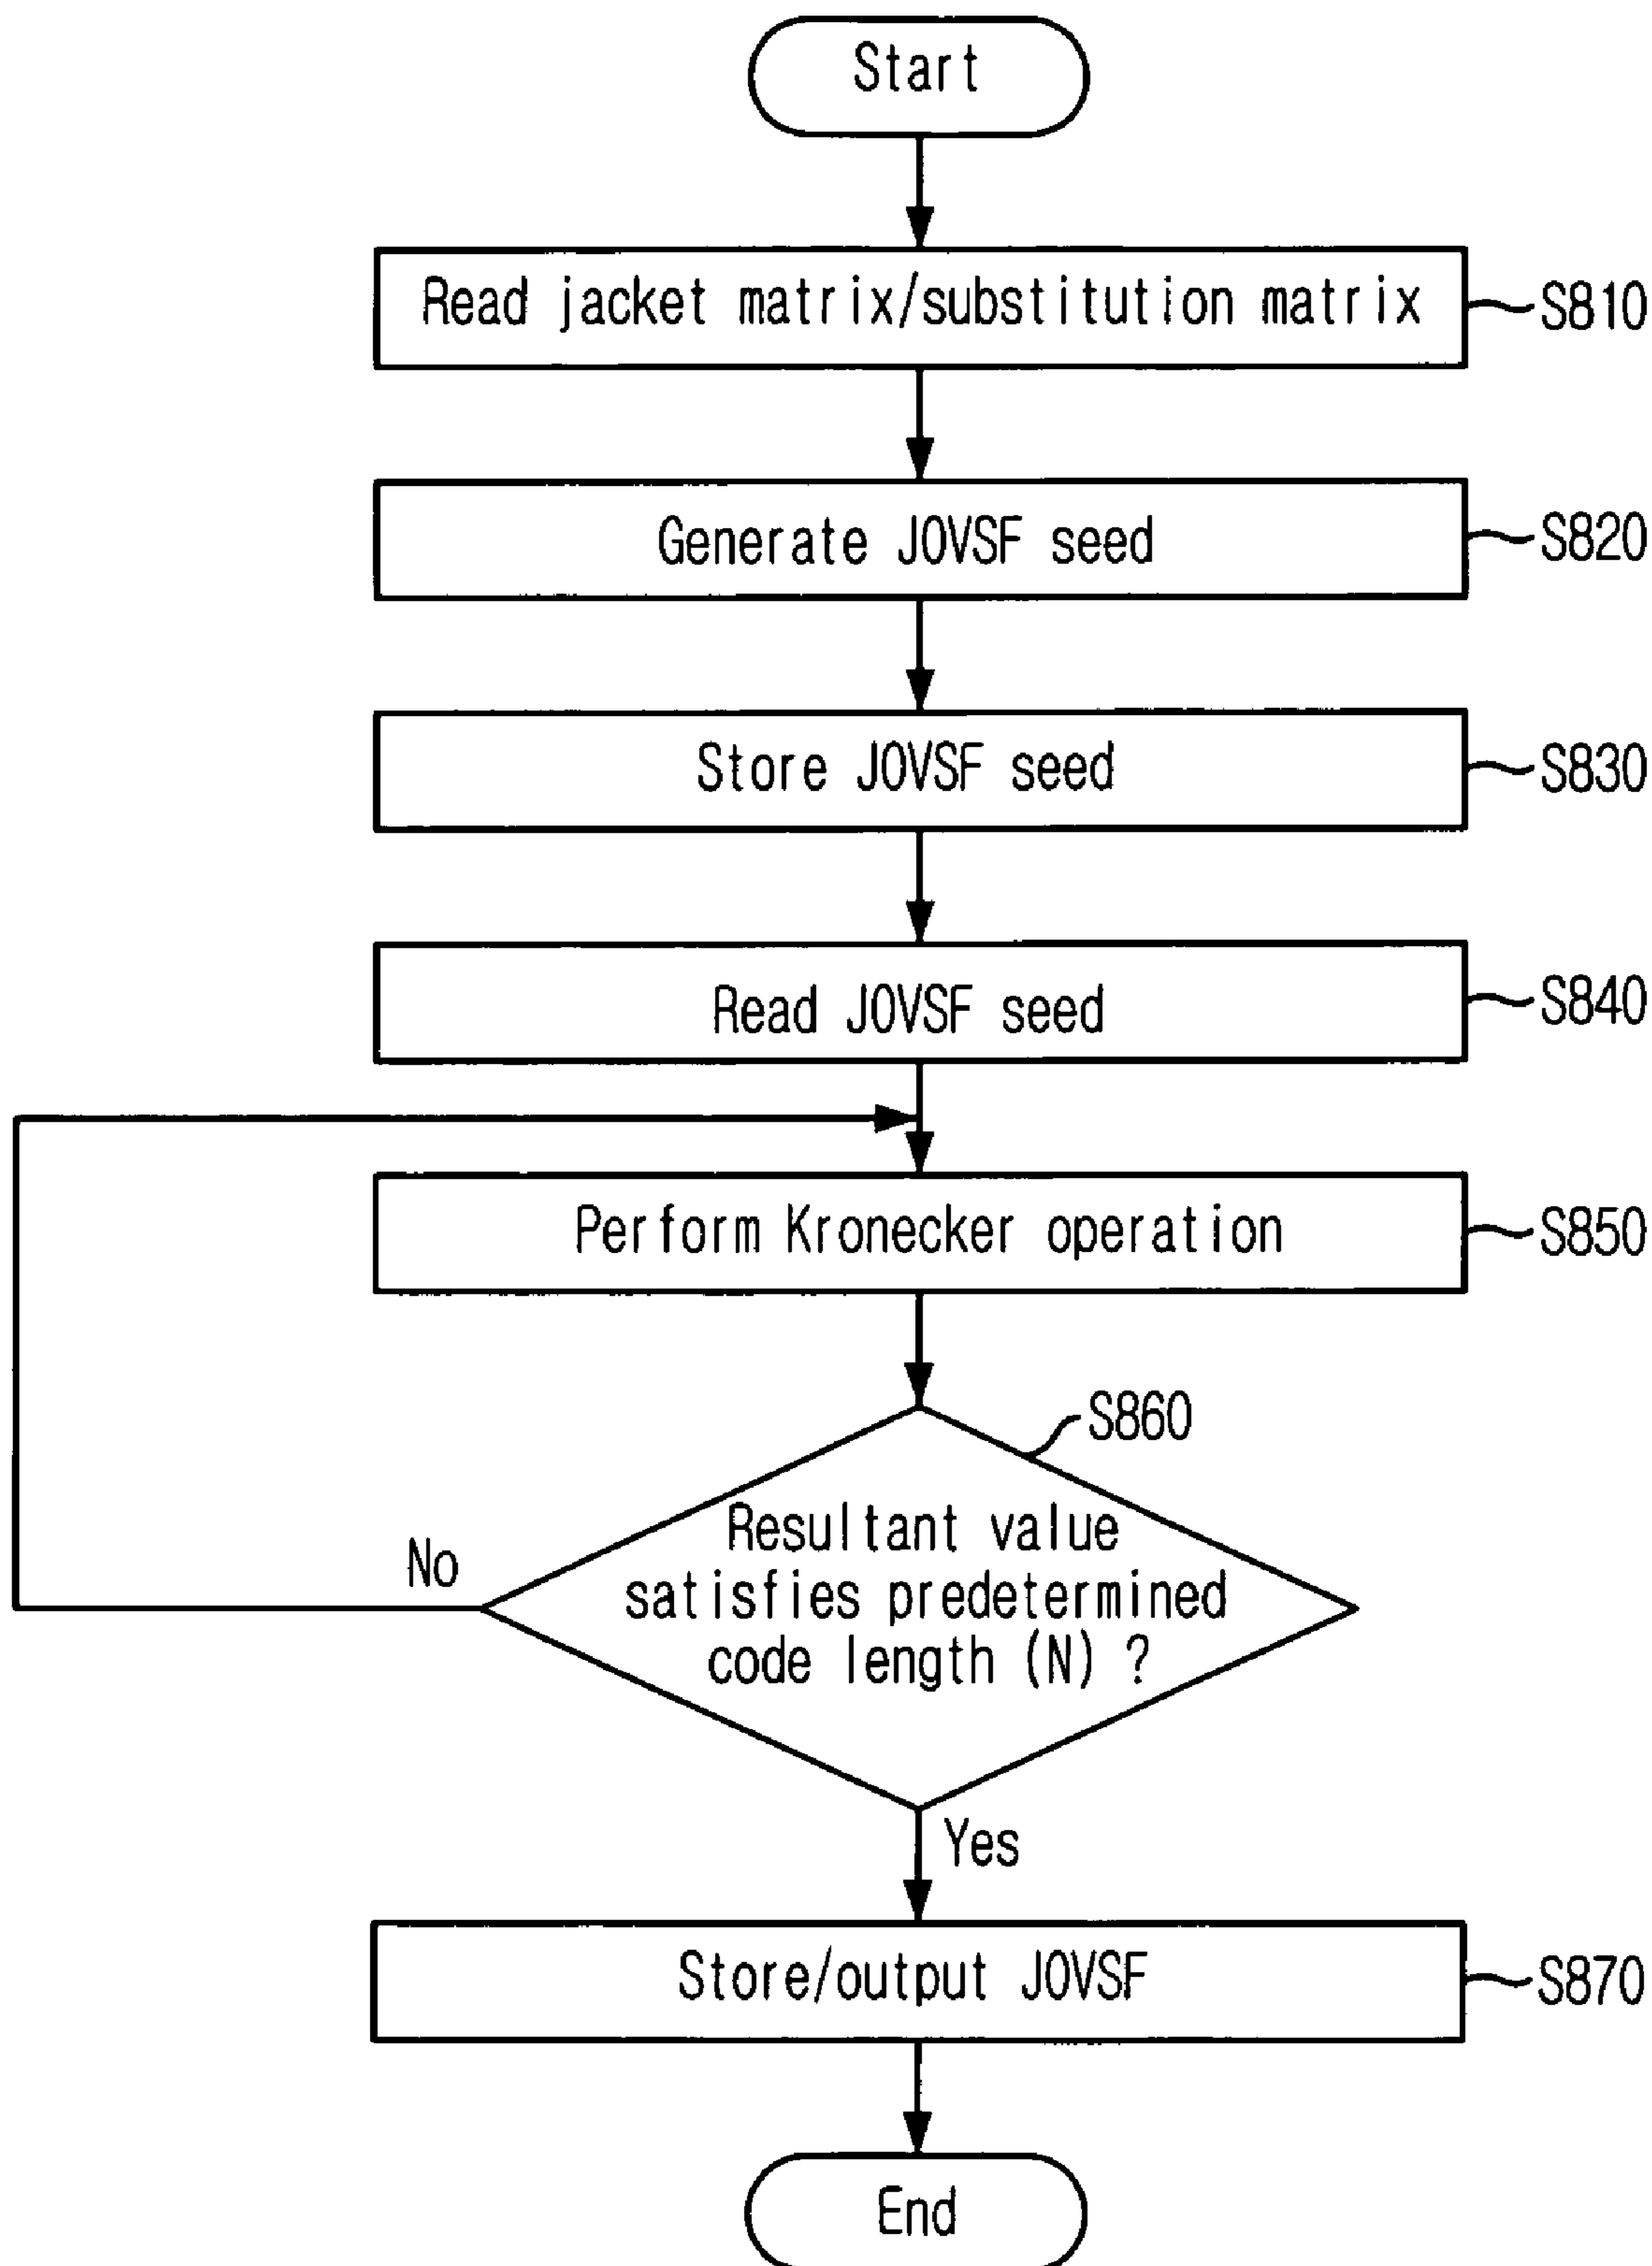 Start
Read jacket matrix/substitution matrix
S810
Generate JOVSF seed
S820
Store JOVSF seed
S830
Read JOVSF seed
S840
Perform Kronecker operation
S850
S860
Resultant value
satisfies predetermined
code length (N) ?
No
Yes
Store/output JOVSF
S870
End